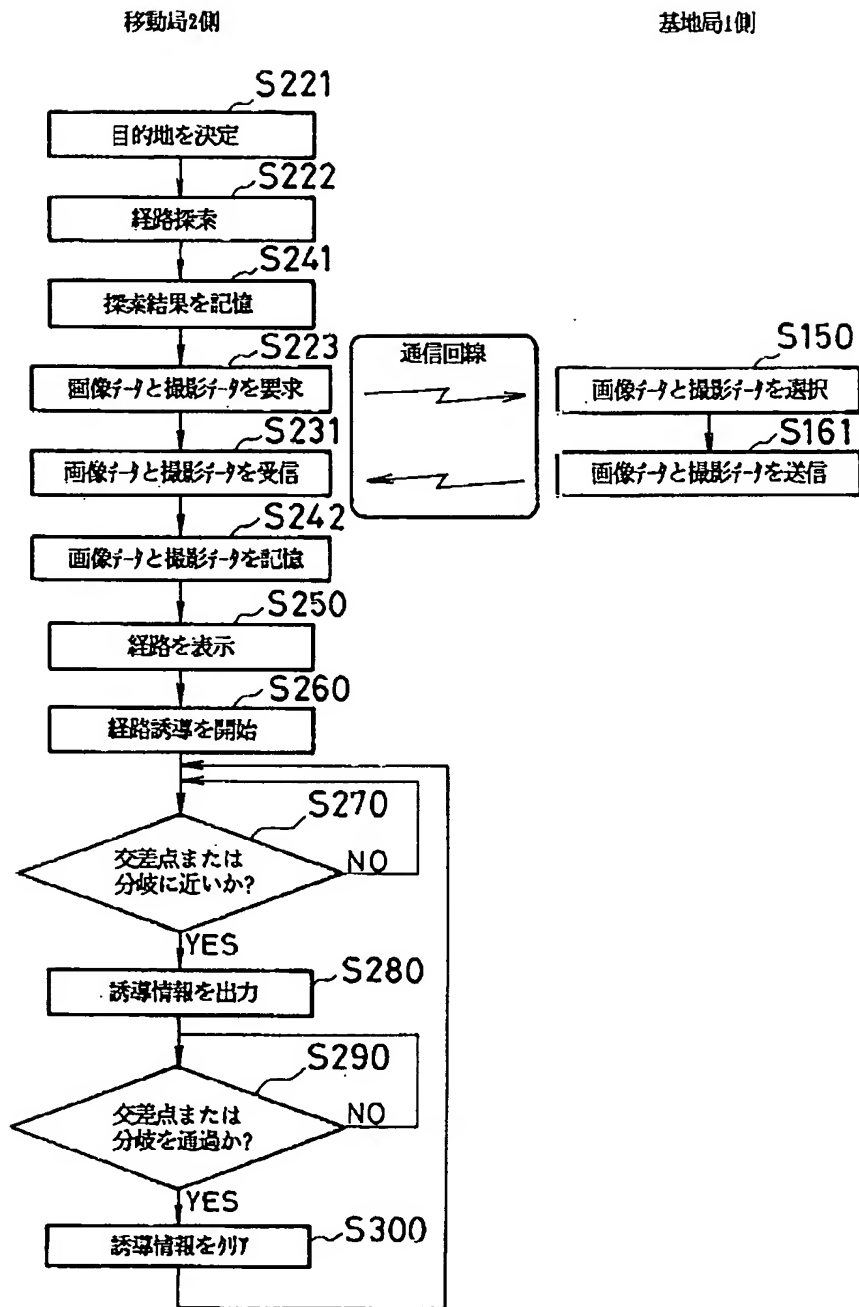 移動局2側
基地局1側
S221
目的地を決定
S222
経路探索
S241
探索結果を記憶
S223
画像データと撮影データを要求
通信回線
S150
画像データと撮影データを選択
S231
画像データと撮影データを受信
S161
画像データと撮影データを送信
S242
画像データと撮影データを記憶
S250
経路を表示
S260
経路誘導を開始
S270
交差点または
分岐に近いか?
NO
YES
S280
誘導情報を出力
S290
交差点または
分岐を通過か?
NO
YES
S300
誘導情報をクリア